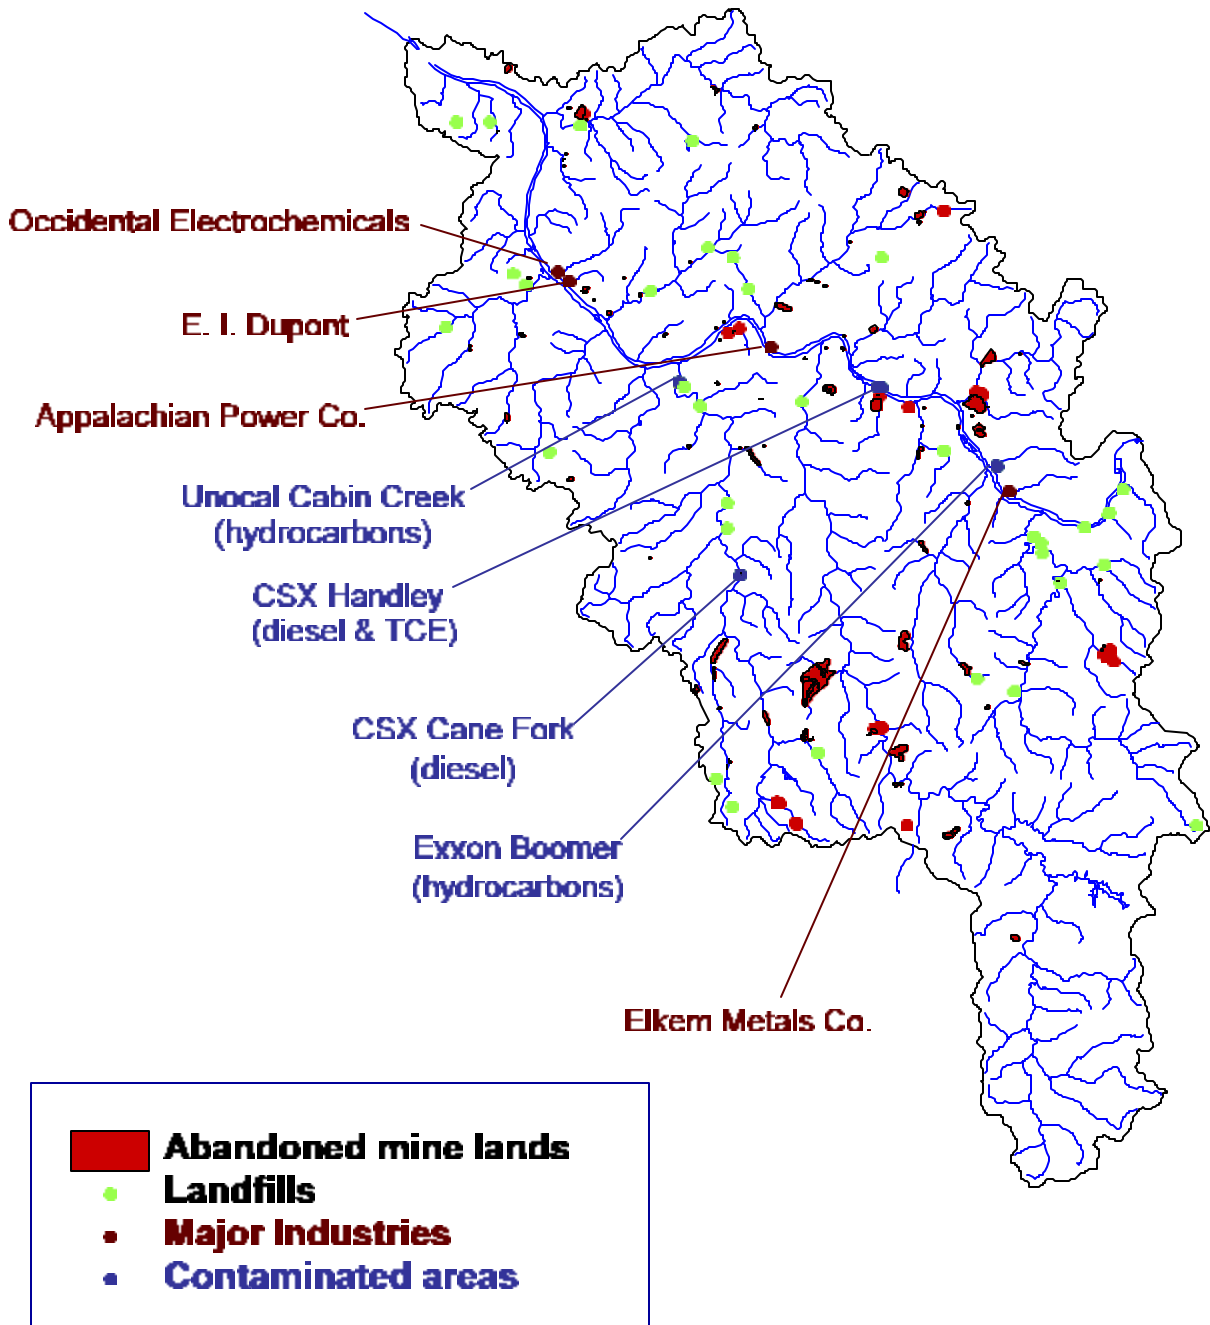 Occidental Electrochemicals
E. I. Dupont
Appalachian Power Co.
Unocal Cabin Creek
(hydrocarbons)
CSX Handley
(diesel & TCE)
CSX Cane Fork
(diesel)
Exxon Boomer
(hydrocarbons)
Elkem Metals Co.
Abandoned mine lands
Landfills
Major Industries
Contaminated areas